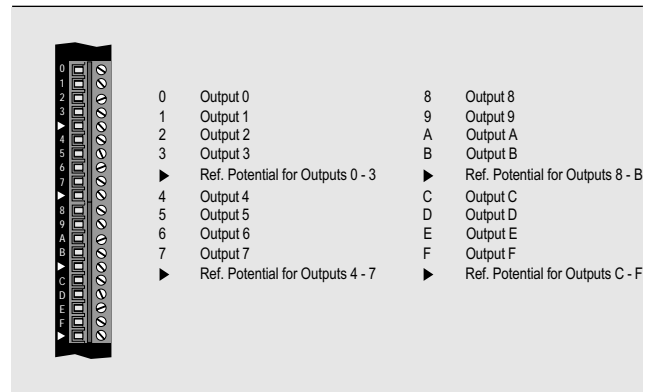 0
1
2
3
▶
4
5
6
7
▶
8
9
A
B
▶
C
D
E
F
▶
0 Output 0
1 Output 1
2 Output 2
3 Output 3
▶ Ref. Potential for Outputs 0 - 3
4 Output 4
5 Output 5
6 Output 6
7 Output 7
▶ Ref. Potential for Outputs 4 - 7
8 Output 8
9 Output 9
A Output A
B Output B
▶ Ref. Potential for Outputs 8 - B
C Output C
D Output D
E Output E
F Output F
▶ Ref. Potential for Outputs C - F